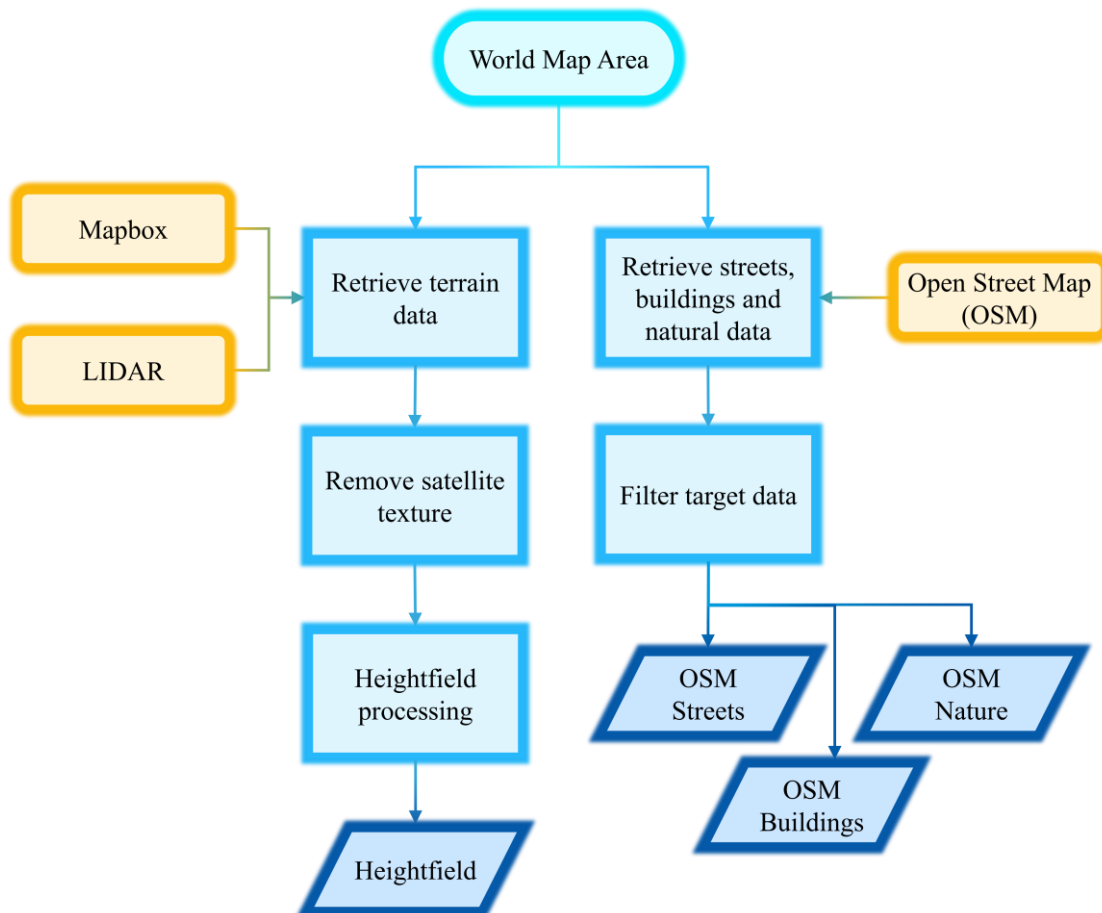 World Map Area
Mapbox
LIDAR
Retrieve terrain
data
Retrieve streets,
buildings and
natural data
Open Street Map
(OSM)
Remove satellite
texture
Filter target data
Heightfield
processing
OSM
Streets
OSM
Nature
OSM
Buildings
Heightfield